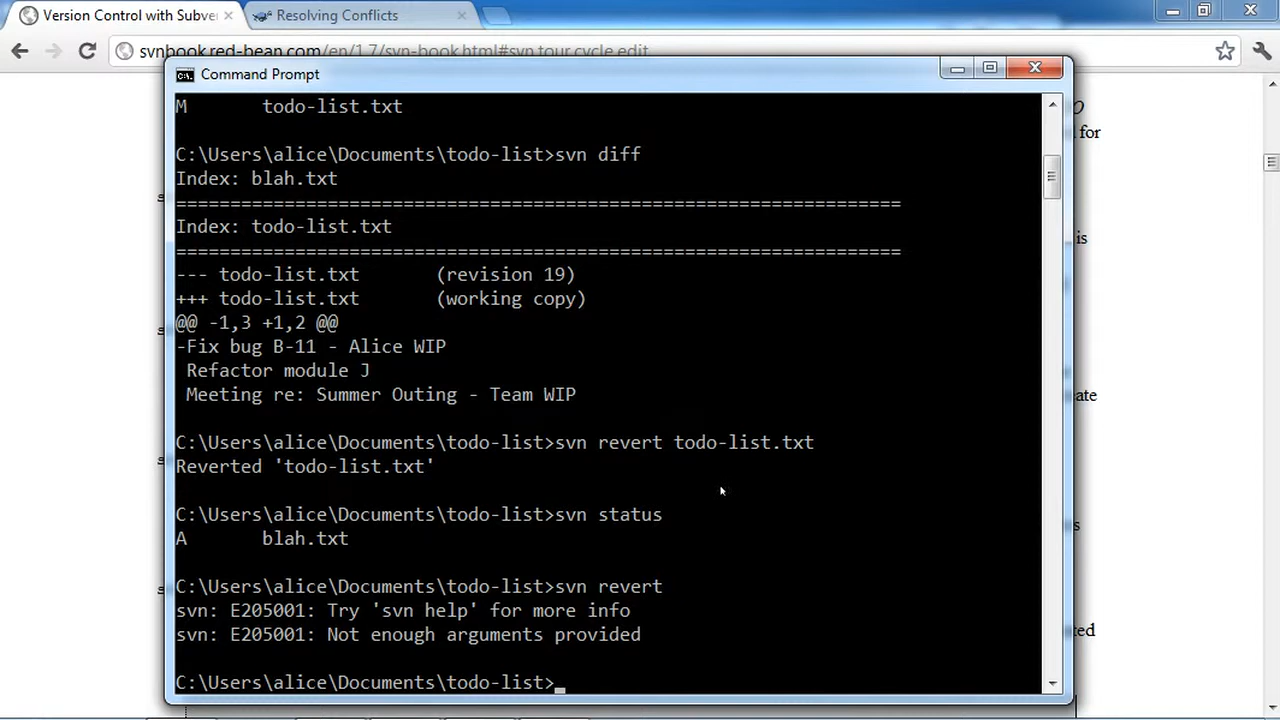 Version Control with Subver
Resolving Conflicts
svnbook.red-bean.com/en/1.7/svn-book.html#svn.tour.cycle.edit
Command Prompt
M       todo-list.txt
for
C:\Users\alice\Documents\todo-list>svn diff
Index: blah.txt
===================================================================
Index: todo-list.txt
is
===================================================================
--- todo-list.txt       (revision 19)
+++ todo-list.txt       (working copy)
@@ -1,3 +1,2 @@
-Fix bug B-11 - Alice WIP
 Refactor module J
 Meeting re: Summer Outing - Team WIP
ate
C:\Users\alice\Documents\todo-list>svn revert todo-list.txt
Reverted 'todo-list.txt'
C:\Users\alice\Documents\todo-list>svn status
s
A       blah.txt
C:\Users\alice\Documents\todo-list>svn revert
svn: E205001: Try 'svn help' for more info
svn: E205001: Not enough arguments provided
ted
C:\Users\alice\Documents\todo-list>_